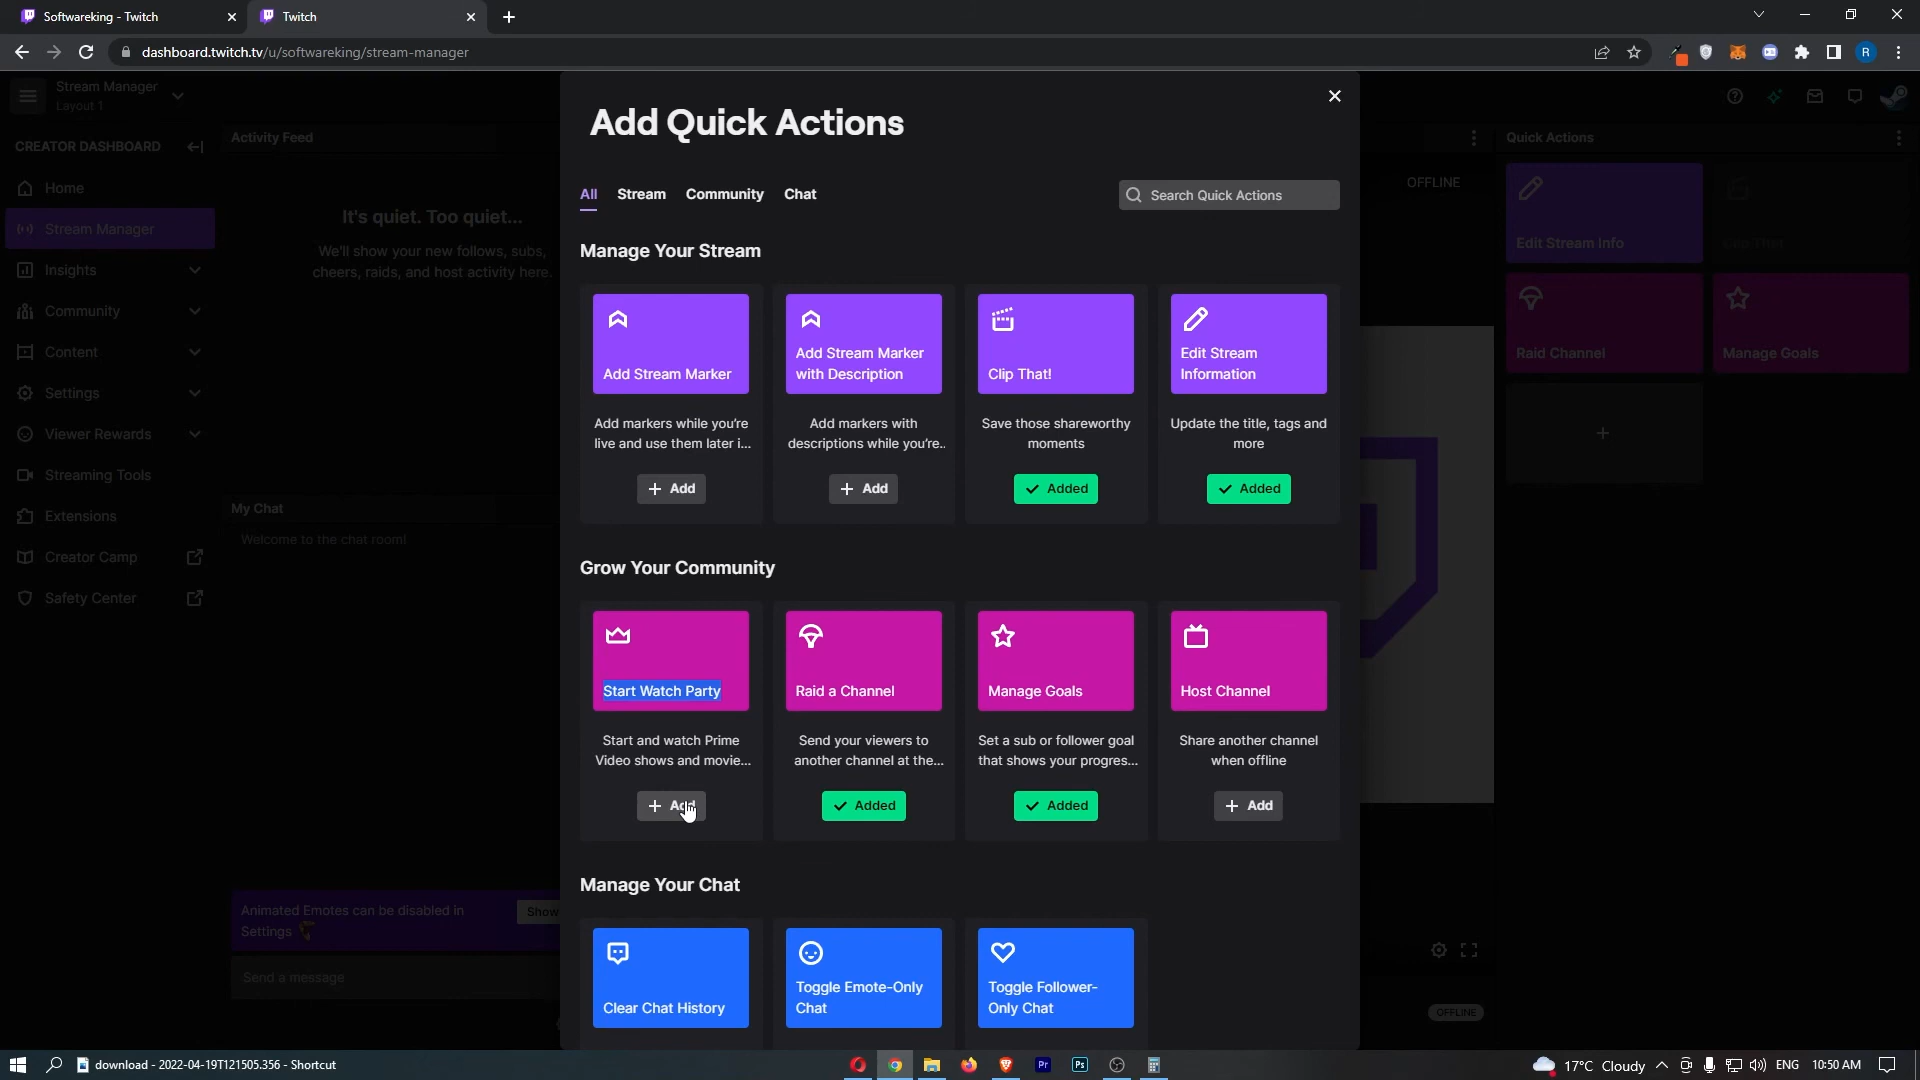 Softwareking - Twitch
Twitch
dashboard.twitch.tv/u/softwareking/stream-manager
R
Stream Manager
Layout 1
CREATOR DASHBOARD
Home
Stream Manager
Insights
Community
Content
Settings
Viewer Rewards
Streaming Tools
Extensions
Creator Camp
Safety Center
Activity Feed
It's quiet. Too quiet...
We'll show your new follows, subs,
cheers, raids, and host activity here.
My Chat
Welcome to the chat room!
Animated Emotes can be disabled in
Settings
Show
Send a message
Add Quick Actions
All Stream Community Chat
Search Quick Actions
Manage Your Stream
Add Stream Marker
Add markers while you're
live and use them later i...
Add
Add Stream Marker
with Description
Add markers with
descriptions while you're..
Add
Clip That!
Save those shareworthy
moments
Added
Edit Stream
Information
Update the title, tags and
more
Added
Grow Your Community
Start Watch Party
Start and watch Prime
Video shows and movie...
Add
Raid a Channel
Send your viewers to
another channel at the...
Added
Manage Goals
Set a sub or follower goal
that shows your progres...
Added
Host Channel
Share another channel
when offline
Add
Manage Your Chat
Clear Chat History
Toggle Emote-Only
Chat
Toggle Follower-
Only Chat
OFFLINE
OFFLINE
Quick Actions
Edit Stream Info
Clip That
Raid Channel
Manage Goals
download - 2022-04-19T121505.356 - Shortcut
Pr
Ps
17°C Cloudy
ENG
10:50 AM